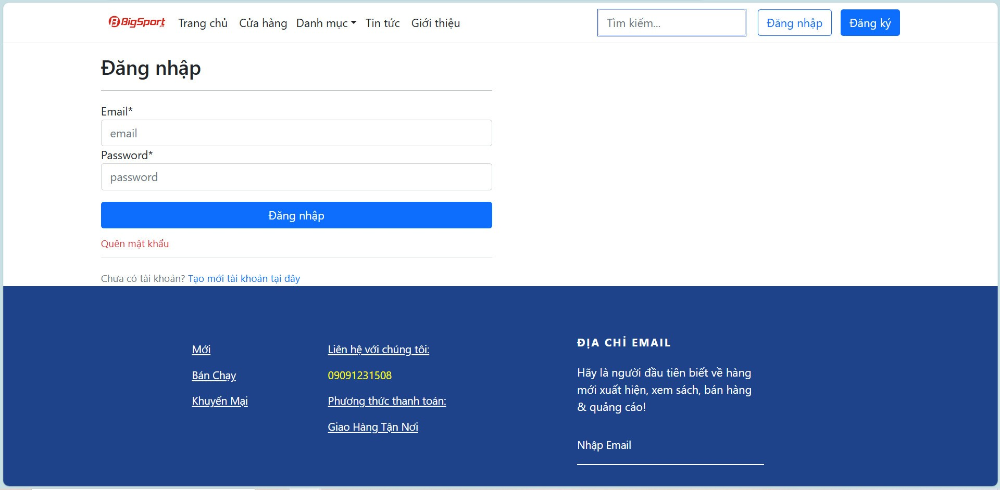 BigSport.vn
Trang chủ
Cửa hàng
Danh mục
Tin tức
Giới thiệu
Tìm kiếm...
Đăng nhập
Đăng ký
Đăng nhập
Email*
email
Password*
password
Đăng nhập
Quên mật khẩu
Chưa có tài khoản? Tạo mới tài khoản tại đây
Mới
Bán Chạy
Khuyến Mại
Liên hệ với chúng tôi:
09091231508
Phương thức thanh toán:
Giao Hàng Tận Nơi
ĐỊA CHỈ EMAIL
Hãy là người đầu tiên biết về hàng
mới xuất hiện, xem sách, bán hàng
& quảng cáo!
Nhập Email